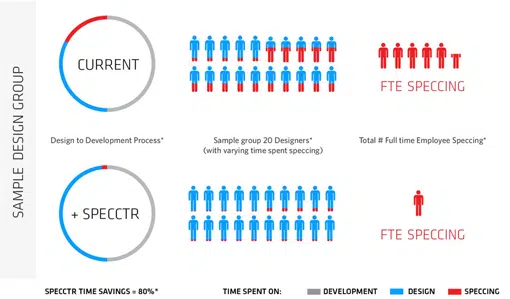 SAMPLE DESIGN GROUP
CURRENT
FTE SPECCING
Design to Development Process*
Sample group 20 Designers*
(with varying time spent speccing)
Total # Full time Employee Speccing*
+ SPECCTR
FTE SPECCING
SPECCTR TIME SAVINGS = 80%*
TIME SPENT ON:
DEVELOPMENT
DESIGN
SPECCING